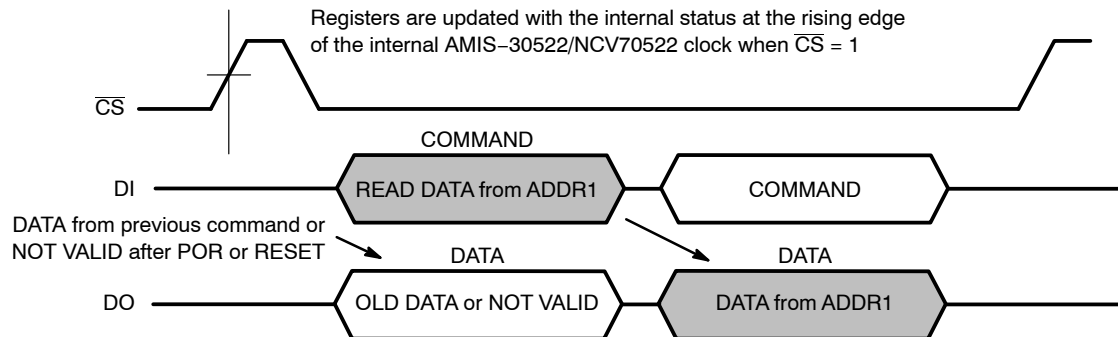 Registers are updated with the internal status at the rising edge
of the internal AMIS−30522/NCV70522 clock when C̅S̅ = 1
C̅S̅
COMMAND
DI
READ DATA from ADDR1
COMMAND
DATA from previous command or
NOT VALID after POR or RESET
DATA
DATA
DO
OLD DATA or NOT VALID
DATA from ADDR1